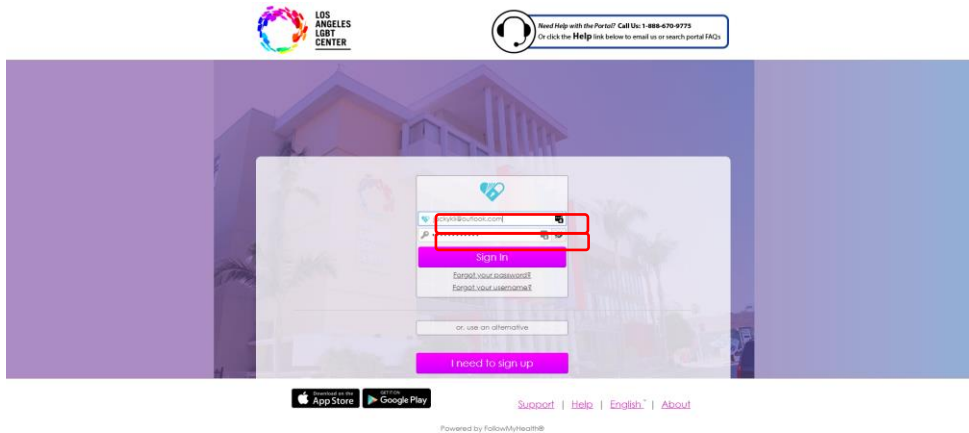 LOS
ANGELES
LGBT
CENTER
Need Help with the Portal? Call Us: 1-888-670-9775
Or click the Help link below to email us or search portal FAQs
Sign In
Forgot your password?
Forgot your username?
or, use an alternative
I need to sign up
Download on the
App Store
GET IT ON
Google Play
Support | Help | English | About
Powered by FollowMyHealth®